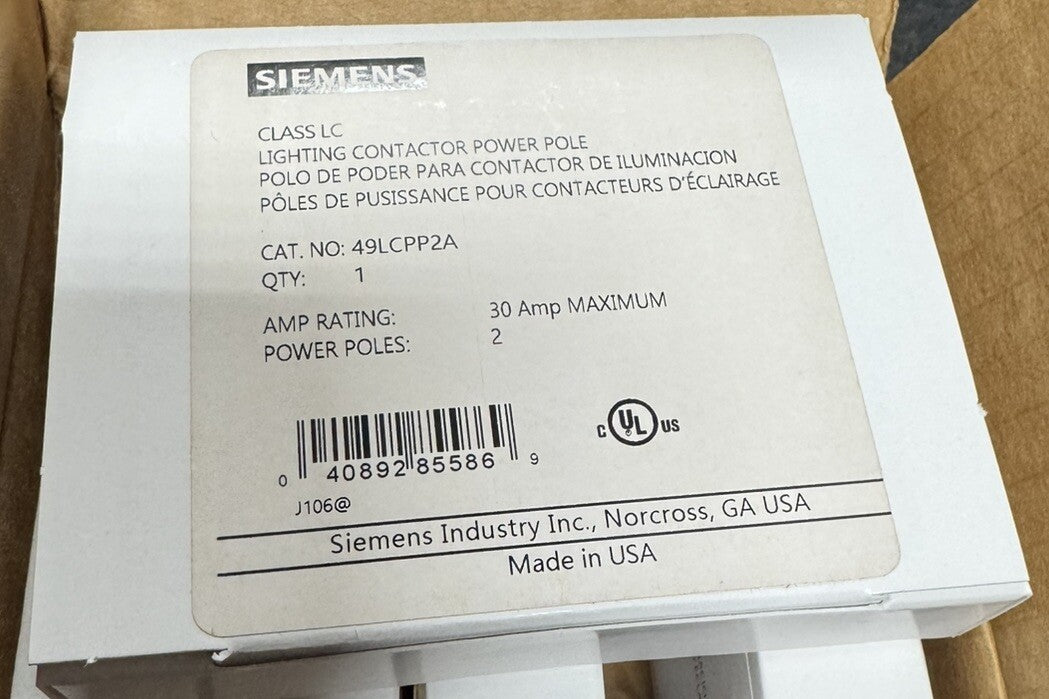 SIEMENS
CLASS LC
LIGHTING CONTACTOR POWER POLE
POLO DE PODER PARA CONTACTOR DE ILUMINACION
PÔLES DE PUSISSANCE POUR CONTACTEURS D'ÉCLAIRAGE
CAT. NO: 49LCPP2A
QTY: 1
AMP RATING: 30 Amp MAXIMUM
POWER POLES: 2
C UL US
0 40892 85586 9
J106@
Siemens Industry Inc., Norcross, GA USA
Made in USA